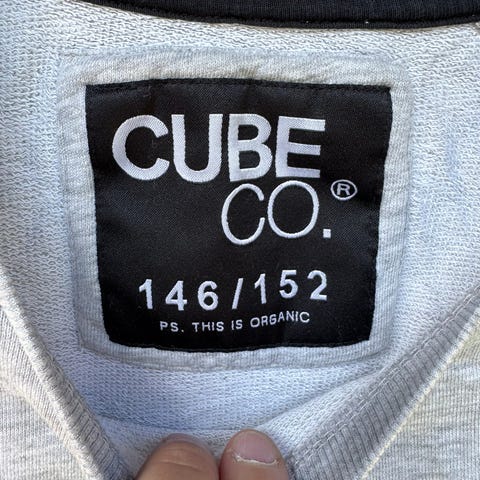 CUBE
CO.®
146/152
PS. THIS IS ORGANIC